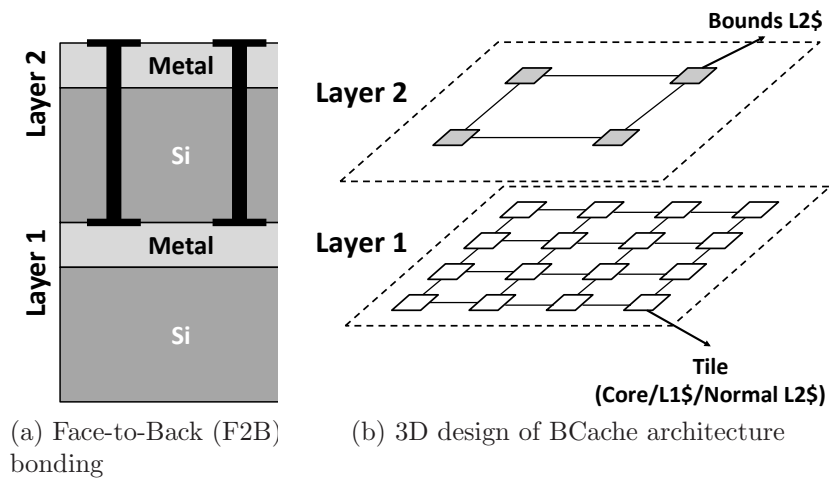 Layer 2
Metal
Si
Layer 1
Metal
Si
(a) Face-to-Back (F2B)
bonding
Bounds L2$
Layer 2
Layer 1
Tile
(Core/L1$/Normal L2$)
(b) 3D design of BCache architecture